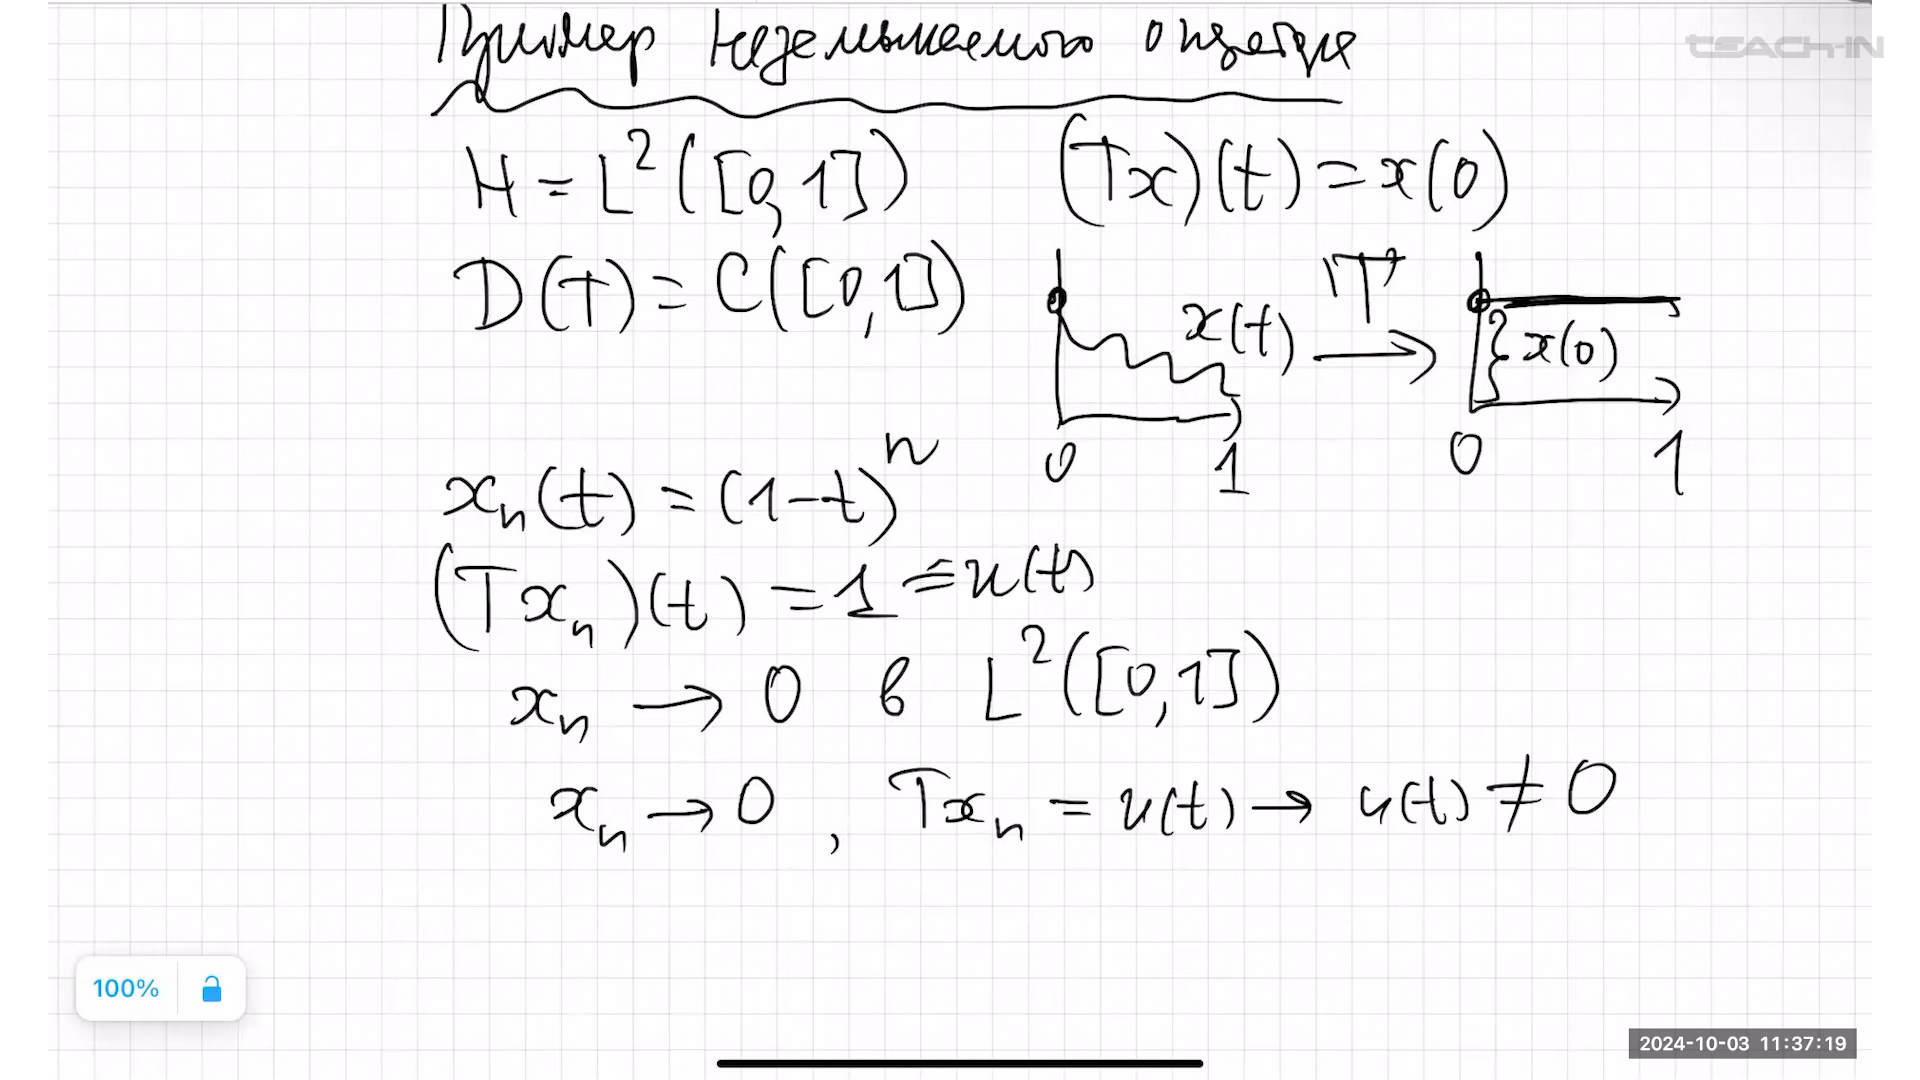 Пример незамыкаемого оператора
TEACH-IN
H = L²([0,1])    (Tx)(t) = x(0)
D(T) = C([0,1])
x(t) T → x(0)
0 1 0 1
xₙ(t) = (1-t)ⁿ
(Txₙ)(t) = 1 = u(t)
xₙ → 0 в L²([0,1])
xₙ → 0 , Txₙ = u(t) → u(t) ≠ 0
100%
2024-10-03 11:37:19